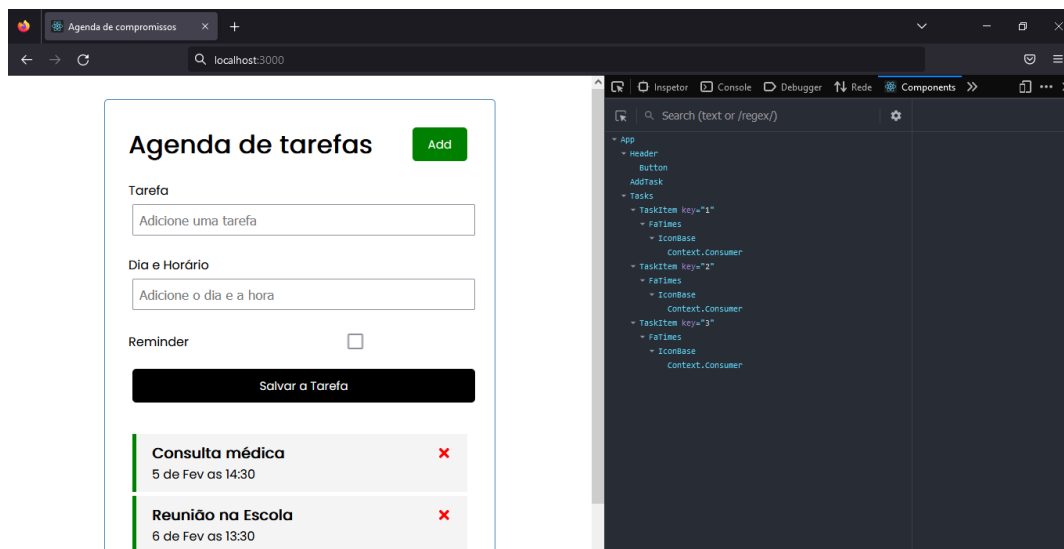 Agenda de compromissos
localhost:3000
Inspetor Console Debugger Rede Components
Search (text or /regex/)
Agenda de tarefas
Add
Tarefa
Adicione uma tarefa
Dia e Horário
Adicione o dia e a hora
Reminder
Salvar a Tarefa
Consulta médica
5 de Fev as 14:30
Reunião na Escola
6 de Fev as 13:30
App
Header
Button
AddTask
Tasks
TaskItem key="1"
FaTimes
IconBase
Context.Consumer
TaskItem key="2"
FaTimes
IconBase
Context.Consumer
TaskItem key="3"
FaTimes
IconBase
Context.Consumer